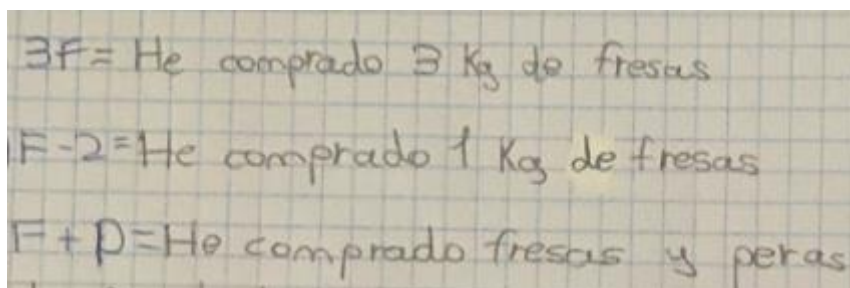 3F = He comprado 3 Kg de fresas
F - 2 = He comprado 1 Kg de fresas
F + P = He comprado fresas y peras